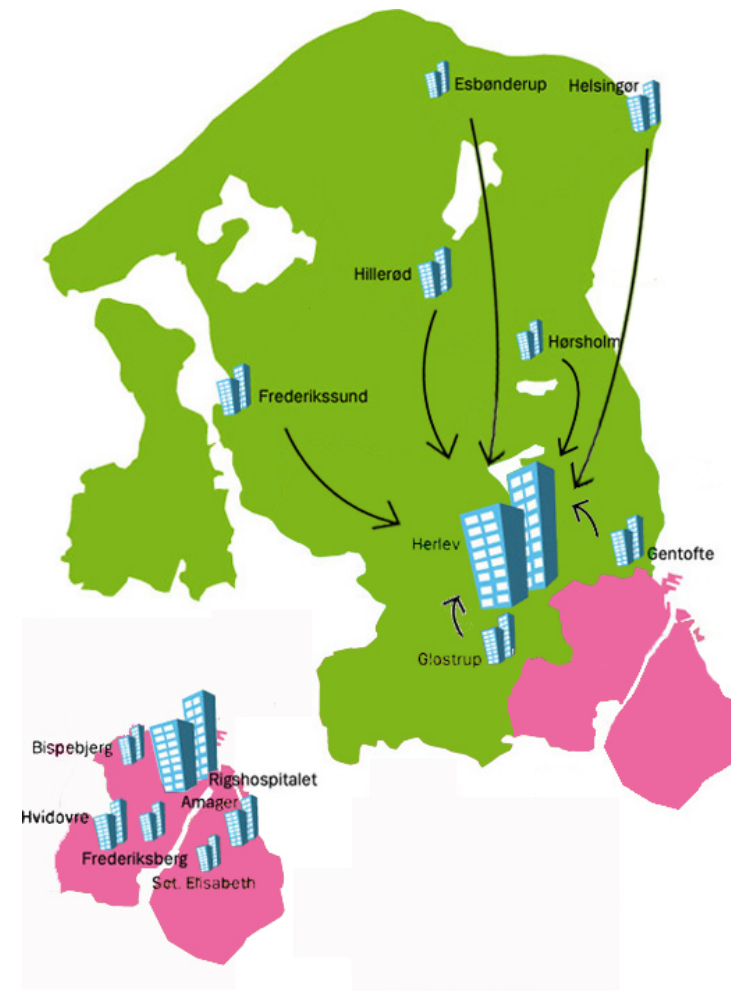 Esbønderup
Helsingør
Hillerød
Hørsholm
Frederikssund
Herlev
Gentofte
Glostrup
Bispebjerg
Rigshospitalet
Amager
Hvidovre
Frederiksberg
Sct. Elisabeth